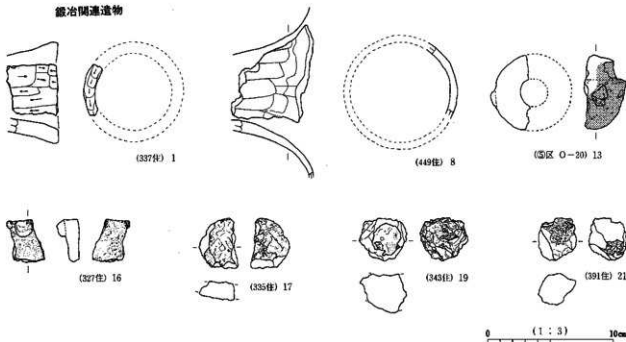 鍛冶関連遺物
(337住) 1
(449住) 8
(⑤区 O-20) 13
(327住) 16
(335住) 17
(343住) 19
(391住) 21
0 (1:3) 10cm